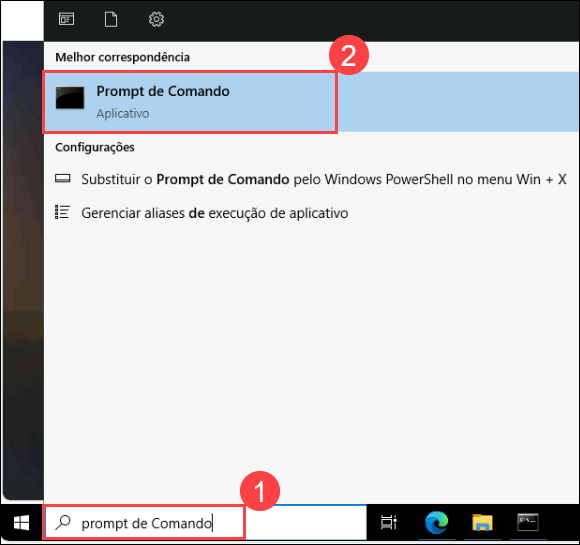 Melhor correspondência
2
Prompt de Comando
Aplicativo
Configurações
Substituir o Prompt de Comando pelo Windows PowerShell no menu Win + X
Gerenciar aliases de execução de aplicativo
1
prompt de Comando